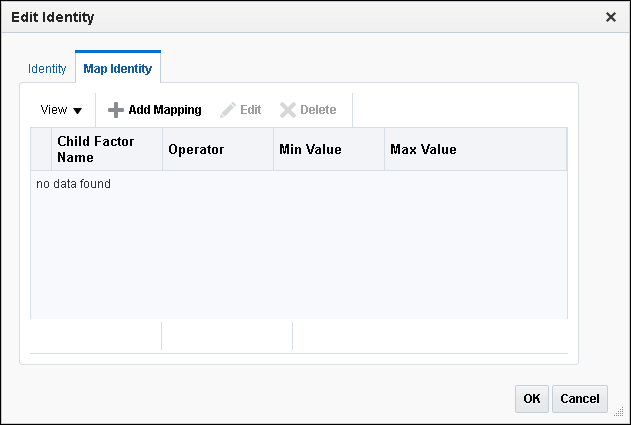 Edit Identity
Identity Map Identity
View Add Mapping Edit Delete
Child Factor Name Operator Min Value Max Value
no data found
OK Cancel